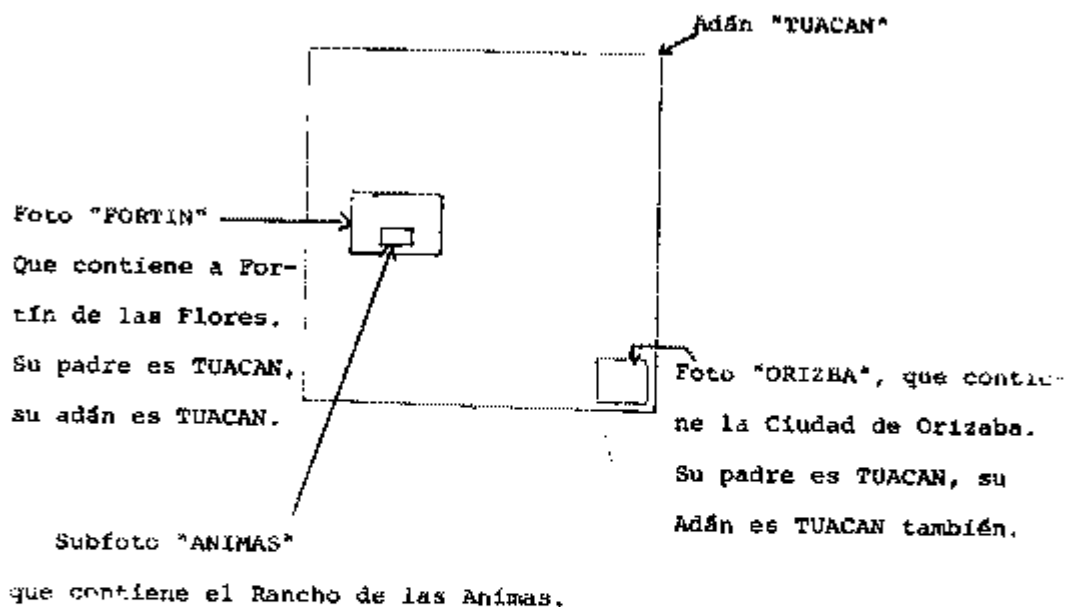 Adán "TUACAN"
Foto "FORTIN"
Que contiene a For-
tín de las Flores.
Su padre es TUACAN,
su adán es TUACAN.
Foto "ORIZBA", que contie-
ne la Ciudad de Orizaba.
Su padre es TUACAN, su
Adán es TUACAN también.
Subfoto "ANIMAS"
que contiene el Rancho de las Animas.